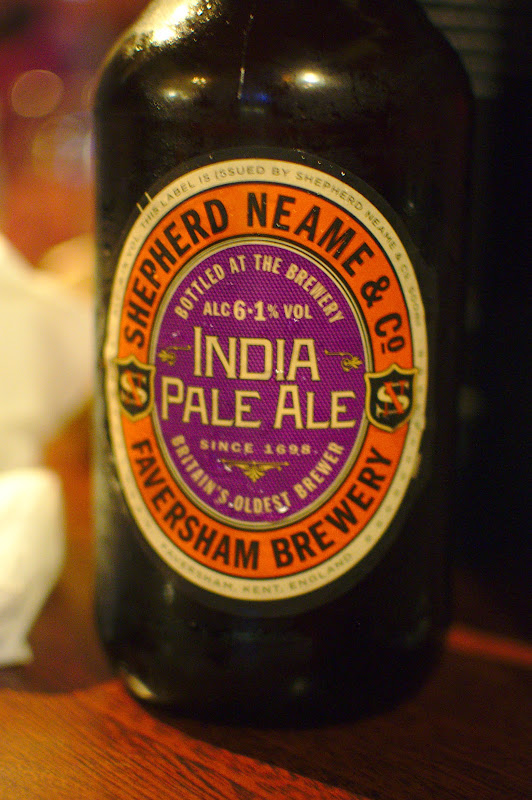 THIS LABEL IS ISSUED BY SHEPHERD NEAME & Co.
SHEPHERD NEAME & Co
BOTTLED AT THE BREWERY
ALC 6·1% VOL
INDIA
PALE ALE
SINCE 1698.
BRITAIN'S OLDEST BREWER
S
S
FAVERSHAM BREWERY
FAVERSHAM, KENT, ENGLAND